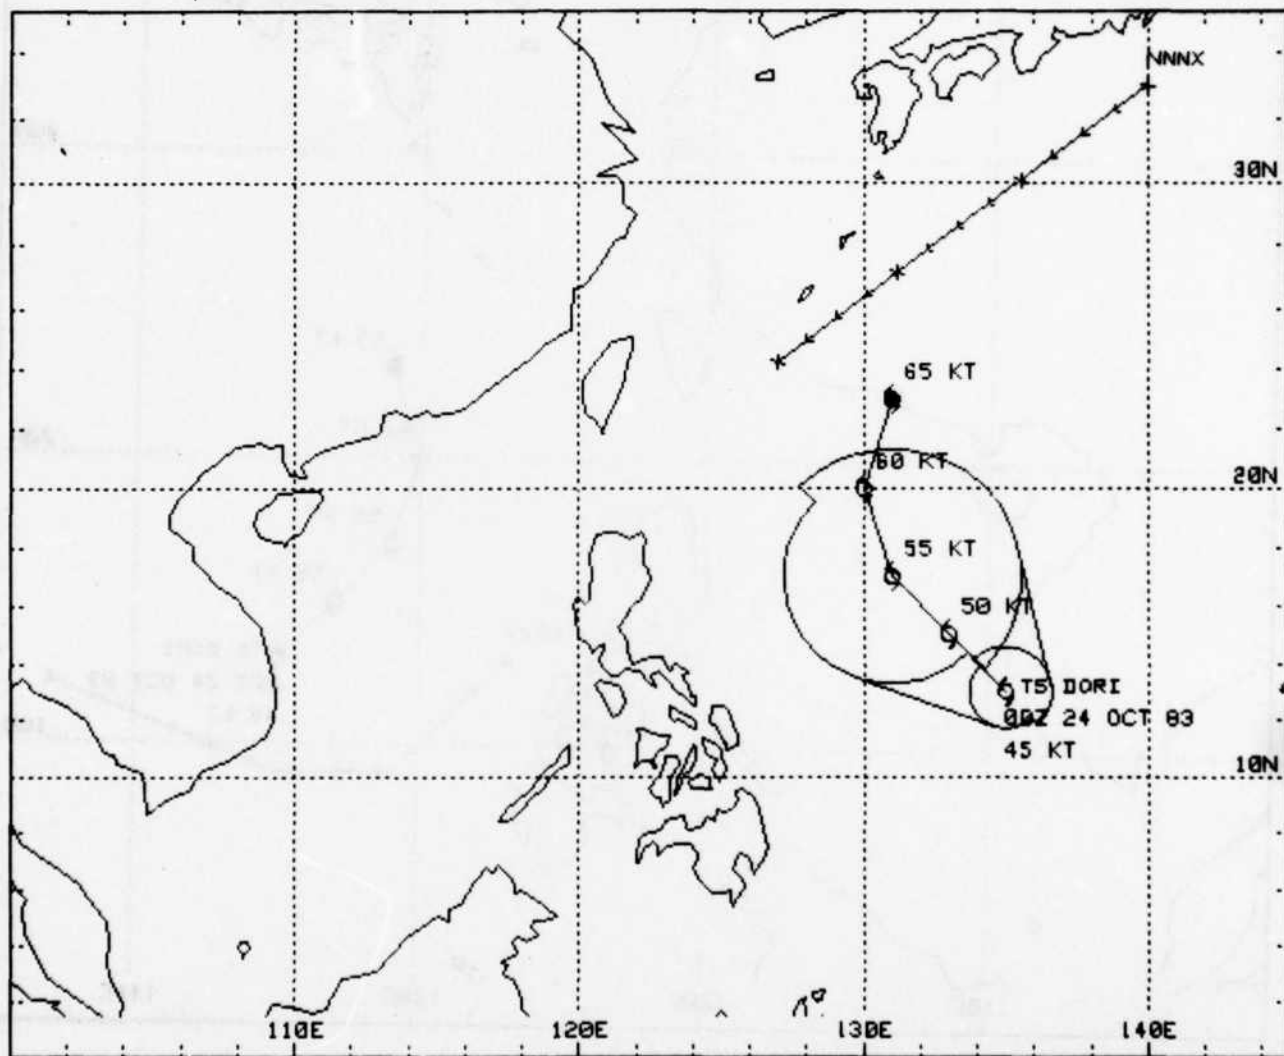 NNNX
30N
65 KT
60 KT
20N
55 KT
50 KT
TS DORI
00Z 24 OCT 83
45 KT
10N
110E
120E
130E
140E